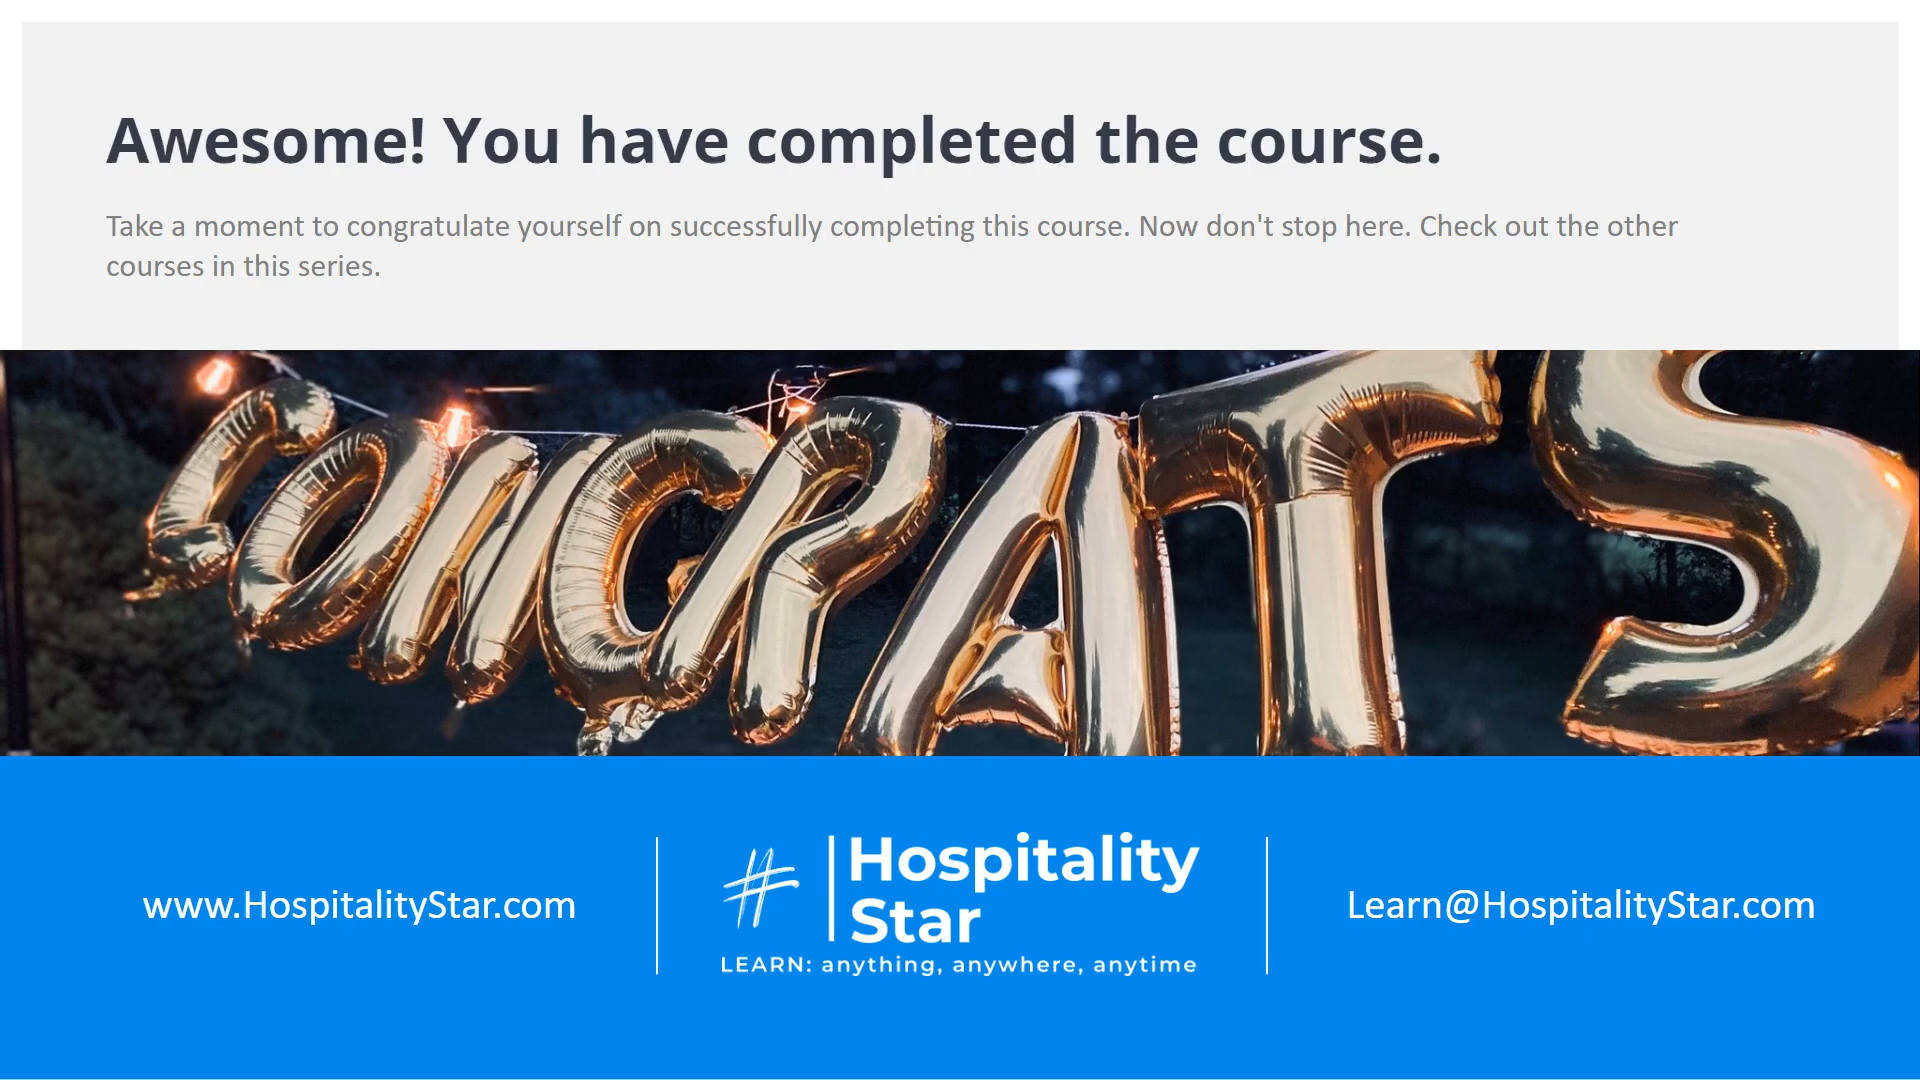 Awesome! You have completed the course.
Take a moment to congratulate yourself on successfully completing this course. Now don't stop here. Check out the other
courses in this series.
CONGRATS
www.HospitalityStar.com
# Hospitality
Star
LEARN: anything, anywhere, anytime
Learn@HospitalityStar.com